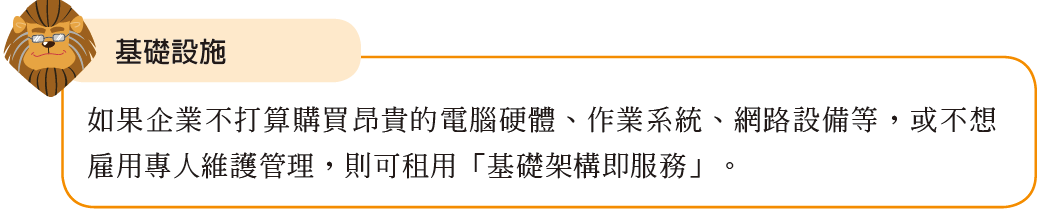 基礎設施
如果企業不打算購買昂貴的電腦硬體、作業系統、網路設備等，或不想
雇用專人維護管理，則可租用「基礎架構即服務」。